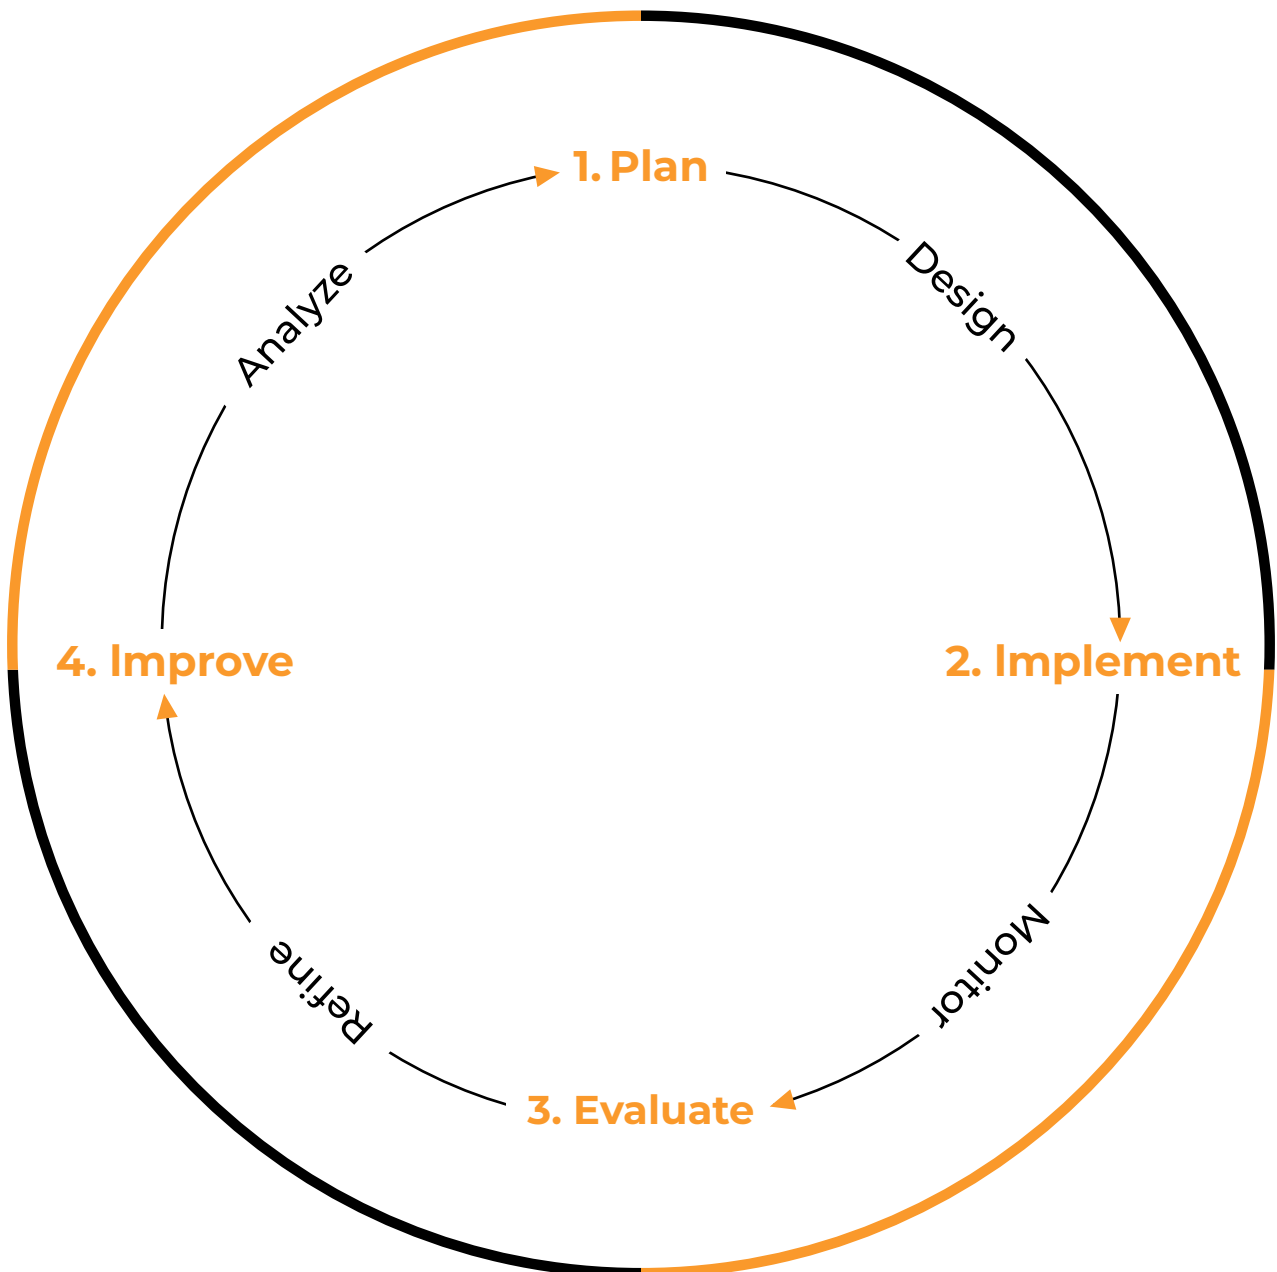 1. Plan
Design
2. Implement
Monitor
3. Evaluate
Refine
4. Improve
Analyze